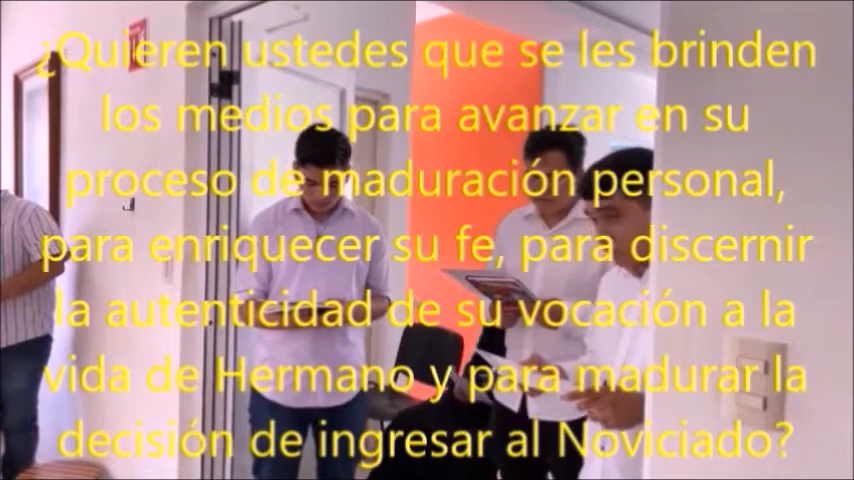 ¿Quieren ustedes que se les brinden
los medios para avanzar en su
proceso de maduración personal,
para enriquecer su fe, para discernir
la autenticidad de su vocación a la
vida de Hermano y para madurar la
decisión de ingresar al Noviciado?